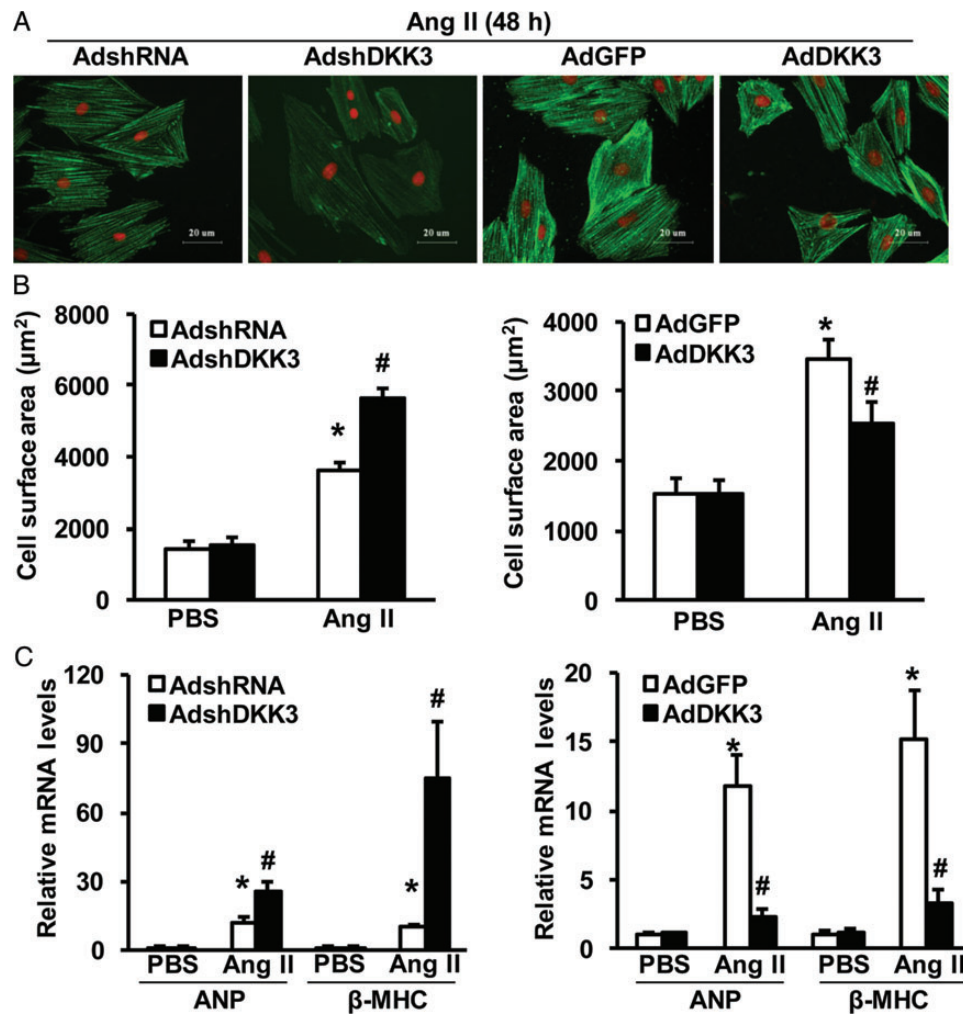 A
Ang II (48 h)
AdshRNA AdshDKK3 AdGFP AdDKK3
20 um 20 um 20 um 20 um
B
Cell surface area (µm²)
8000
6000
4000
2000
0
AdshRNA
AdshDKK3
*
#
PBS Ang II
Cell surface area (µm²)
4000
3000
2000
1000
0
AdGFP
AdDKK3
*
#
PBS Ang II
C
Relative mRNA levels
120
90
60
30
0
AdshRNA
AdshDKK3
* # * #
PBS Ang II PBS Ang II
ANP β-MHC
Relative mRNA levels
20
15
10
5
0
AdGFP
AdDKK3
* # * #
PBS Ang II PBS Ang II
ANP β-MHC